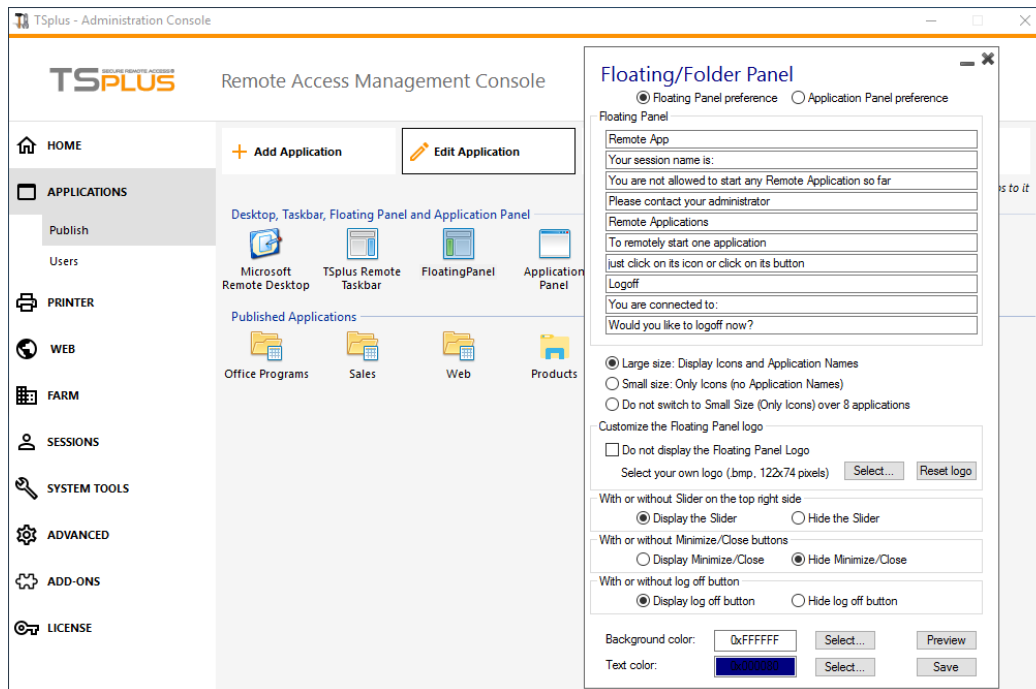 TSplus - Administration Console
TSPLUS
SECURE REMOTE ACCESS®
Remote Access Management Console
HOME
APPLICATIONS
Publish
Users
PRINTER
WEB
FARM
SESSIONS
SYSTEM TOOLS
ADVANCED
ADD-ONS
LICENSE
Add Application
Edit Application
to it
Desktop, Taskbar, Floating Panel and Application Panel
Microsoft
Remote Desktop
TSplus Remote
Taskbar
FloatingPanel
Application
Panel
Published Applications
Office Programs
Sales
Web
Products
Floating/Folder Panel
Floating Panel preference
Application Panel preference
Floating Panel
Remote App
Your session name is:
You are not allowed to start any Remote Application so far
Please contact your administrator
Remote Applications
To remotely start one application
just click on its icon or click on its button
Logoff
You are connected to:
Would you like to logoff now?
Large size: Display Icons and Application Names
Small size: Only Icons (no Application Names)
Do not switch to Small Size (Only Icons) over 8 applications
Customize the Floating Panel logo
Do not display the Floating Panel Logo
Select your own logo (.bmp, 122x74 pixels)
Select...
Reset logo
With or without Slider on the top right side
Display the Slider
Hide the Slider
With or without Minimize/Close buttons
Display Minimize/Close
Hide Minimize/Close
With or without log off button
Display log off button
Hide log off button
Background color:
0xFFFFFF
Select...
Preview
Text color:
Select...
Save